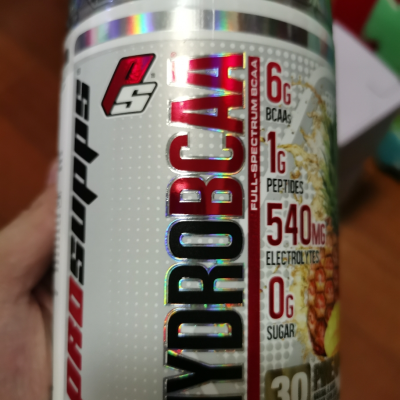 PS
PROSUPPS
HYDROBCAA
FULL-SPECTRUM BCAA
6G
BCAAs
1G
PEPTIDES
540MG
ELECTROLYTES
0G
SUGAR
30